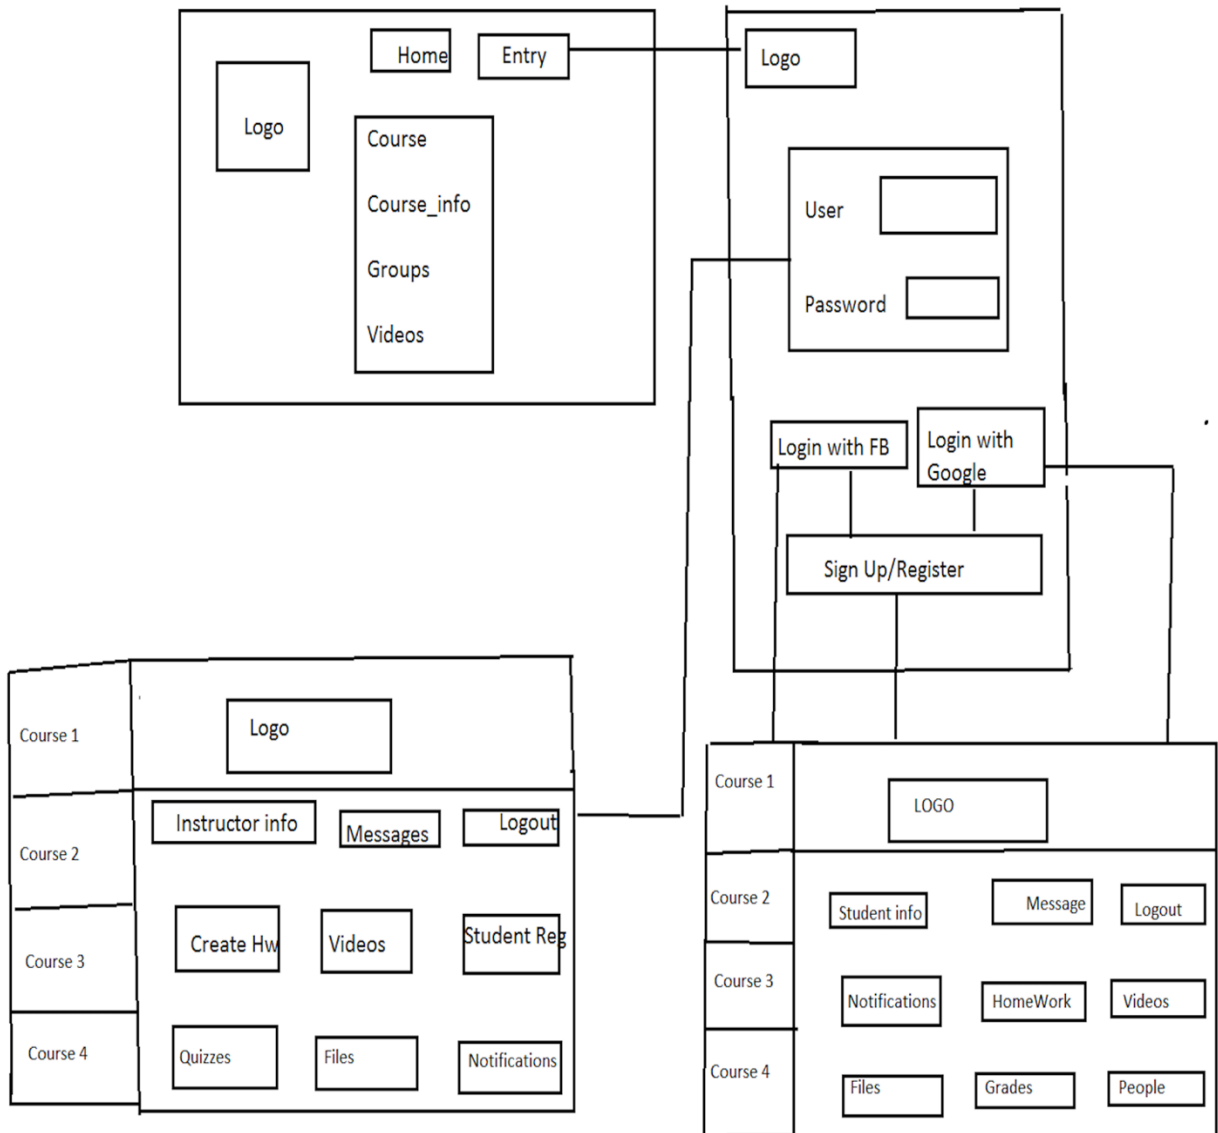 Home
Entry
Logo
Course
Course_info
Groups
Videos
Logo
User
Password
Login with FB
Login with
Google
Sign Up/Register
Course 1
Course 2
Course 3
Course 4
Logo
Instructor info
Messages
Logout
Create Hw
Videos
Student Reg
Quizzes
Files
Notifications
Course 1
Course 2
Course 3
Course 4
LOGO
Student info
Message
Logout
Notifications
HomeWork
Videos
Files
Grades
People